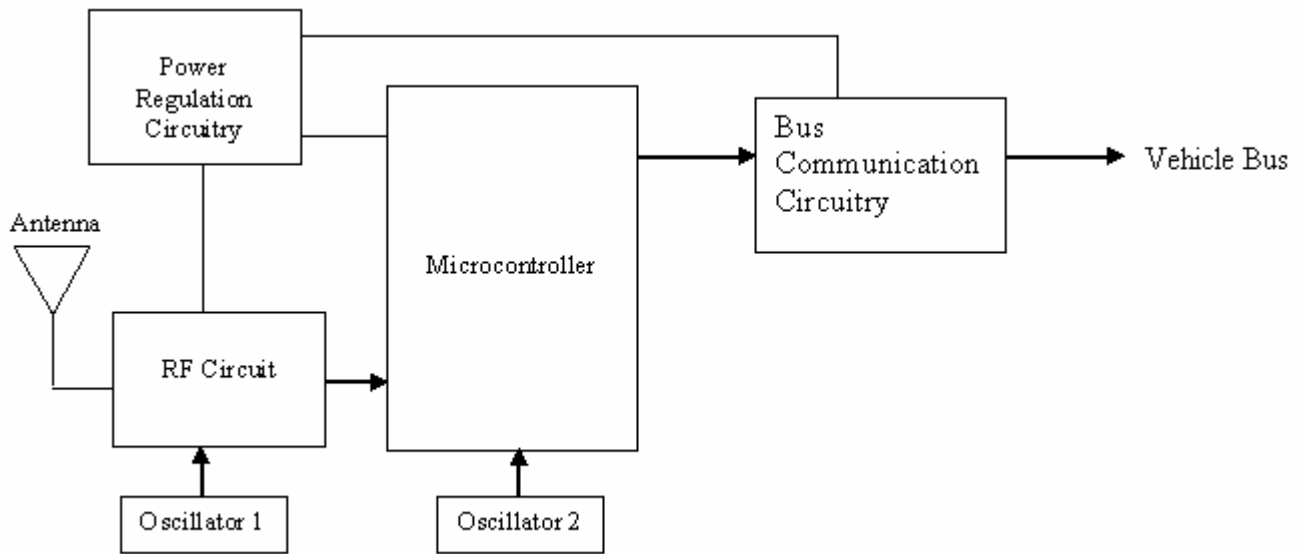 Power
Regulation
Circuitry
Bus
Communication
Circuitry
Vehicle Bus
Antenna
Microcontroller
RF Circuit
Oscillator 1
Oscillator 2